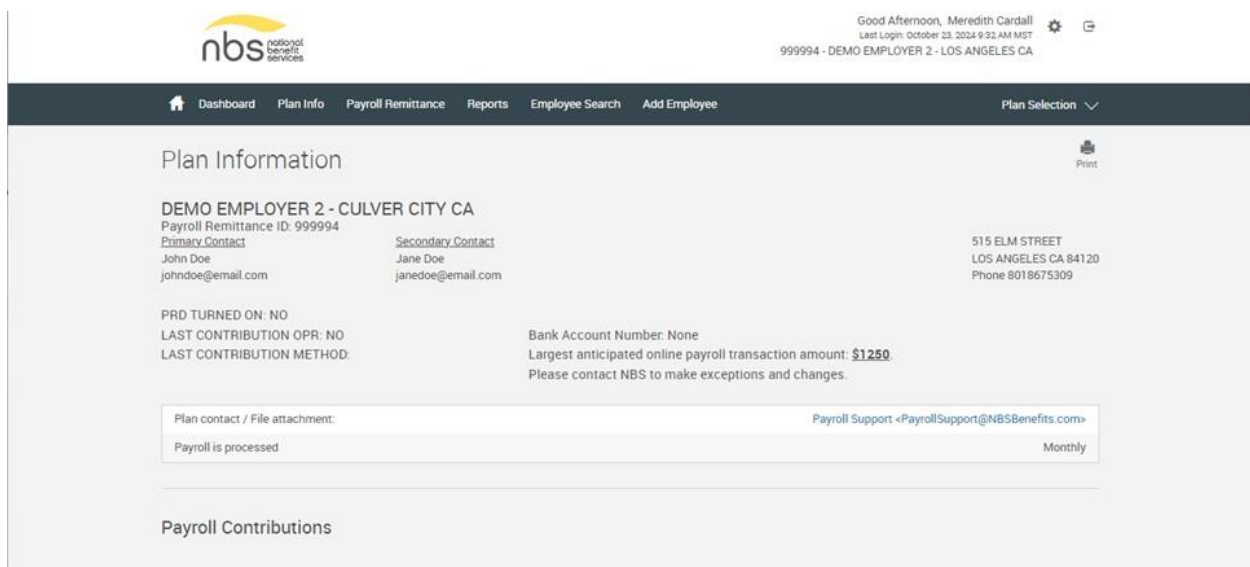 nbs national benefit services
Good Afternoon, Meredith Cardall
Last Login: October 23, 2024 9:32 AM MST
999994 - DEMO EMPLOYER 2 - LOS ANGELES CA
Dashboard Plan Info Payroll Remittance Reports Employee Search Add Employee Plan Selection
Plan Information
Print
DEMO EMPLOYER 2 - CULVER CITY CA
Payroll Remittance ID: 999994
Primary Contact Secondary Contact 515 ELM STREET
John Doe Jane Doe LOS ANGELES CA 84120
johndoe@email.com janedoe@email.com Phone 8018675309
PRD TURNED ON: NO
LAST CONTRIBUTION OPR: NO Bank Account Number: None
LAST CONTRIBUTION METHOD: Largest anticipated online payroll transaction amount: $1250.
Please contact NBS to make exceptions and changes.
Plan contact / File attachment: Payroll Support <PayrollSupport@NBSBenefits.com>
Payroll is processed Monthly
Payroll Contributions